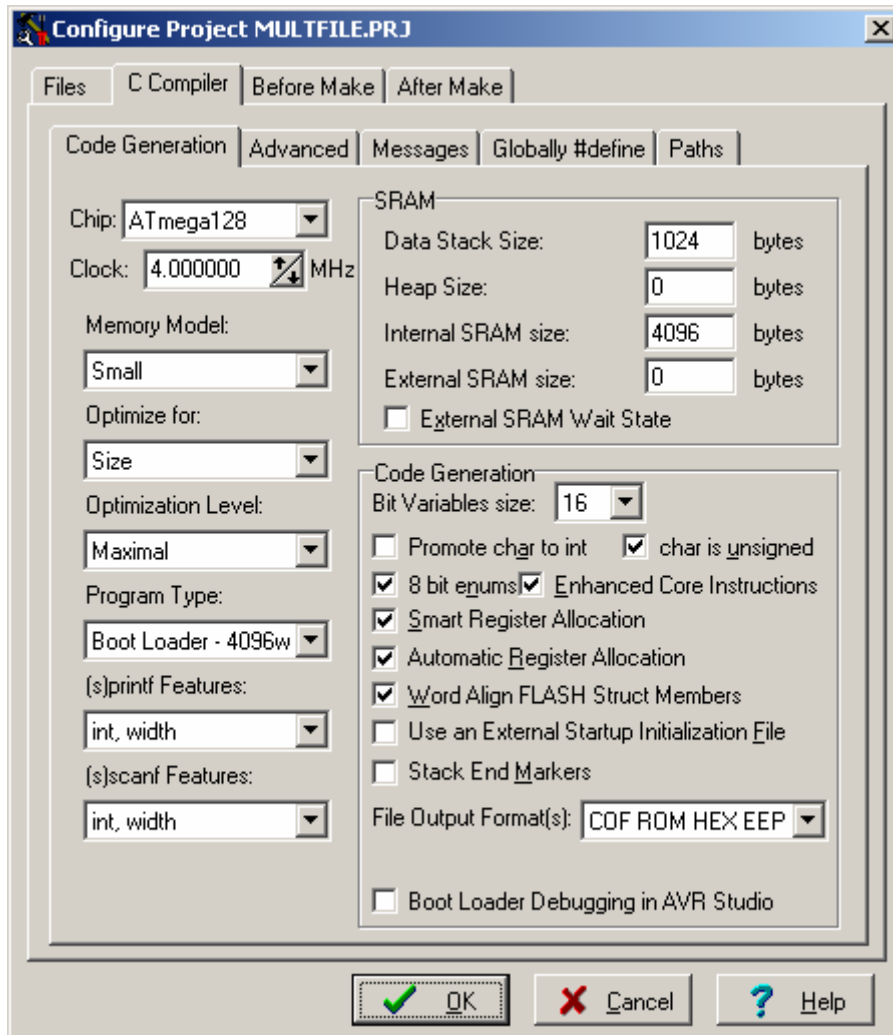 Configure Project MULTFILE.PRJ
Files C Compiler Before Make After Make
Code Generation Advanced Messages Globally #define Paths
Chip: ATmega128
Clock: 4.000000 MHz
Memory Model:
Small
Optimize for:
Size
Optimization Level:
Maximal
Program Type:
Boot Loader - 4096w
(s)printf Features:
int, width
(s)scanf Features:
int, width
SRAM
Data Stack Size: 1024 bytes
Heap Size: 0 bytes
Internal SRAM size: 4096 bytes
External SRAM size: 0 bytes
External SRAM Wait State
Code Generation
Bit Variables size: 16
Promote char to int char is unsigned
8 bit enums Enhanced Core Instructions
Smart Register Allocation
Automatic Register Allocation
Word Align FLASH Struct Members
Use an External Startup Initialization File
Stack End Markers
File Output Format(s): COF ROM HEX EEP
Boot Loader Debugging in AVR Studio
OK Cancel Help